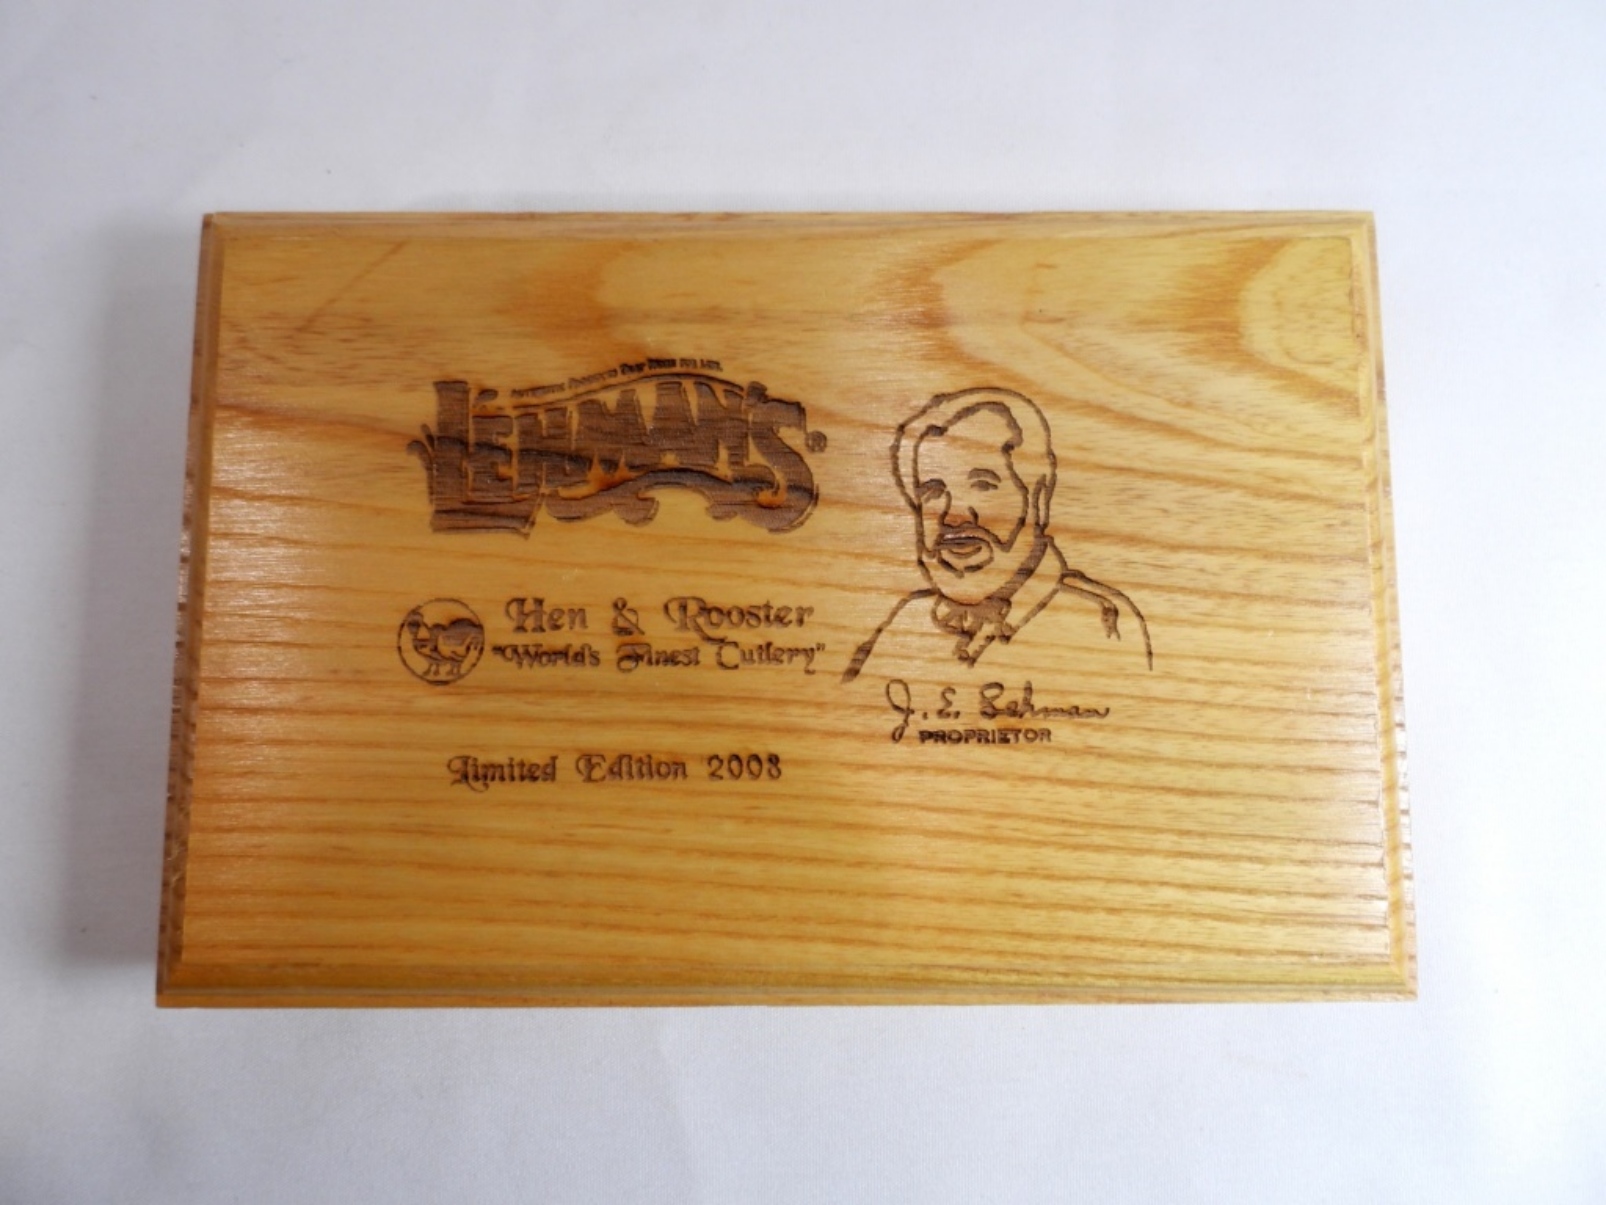 LEHMAN'S®
Hen & Rooster
"World's Finest Cutlery"
J. E. Lehman
PROPRIETOR
Limited Edition 2008